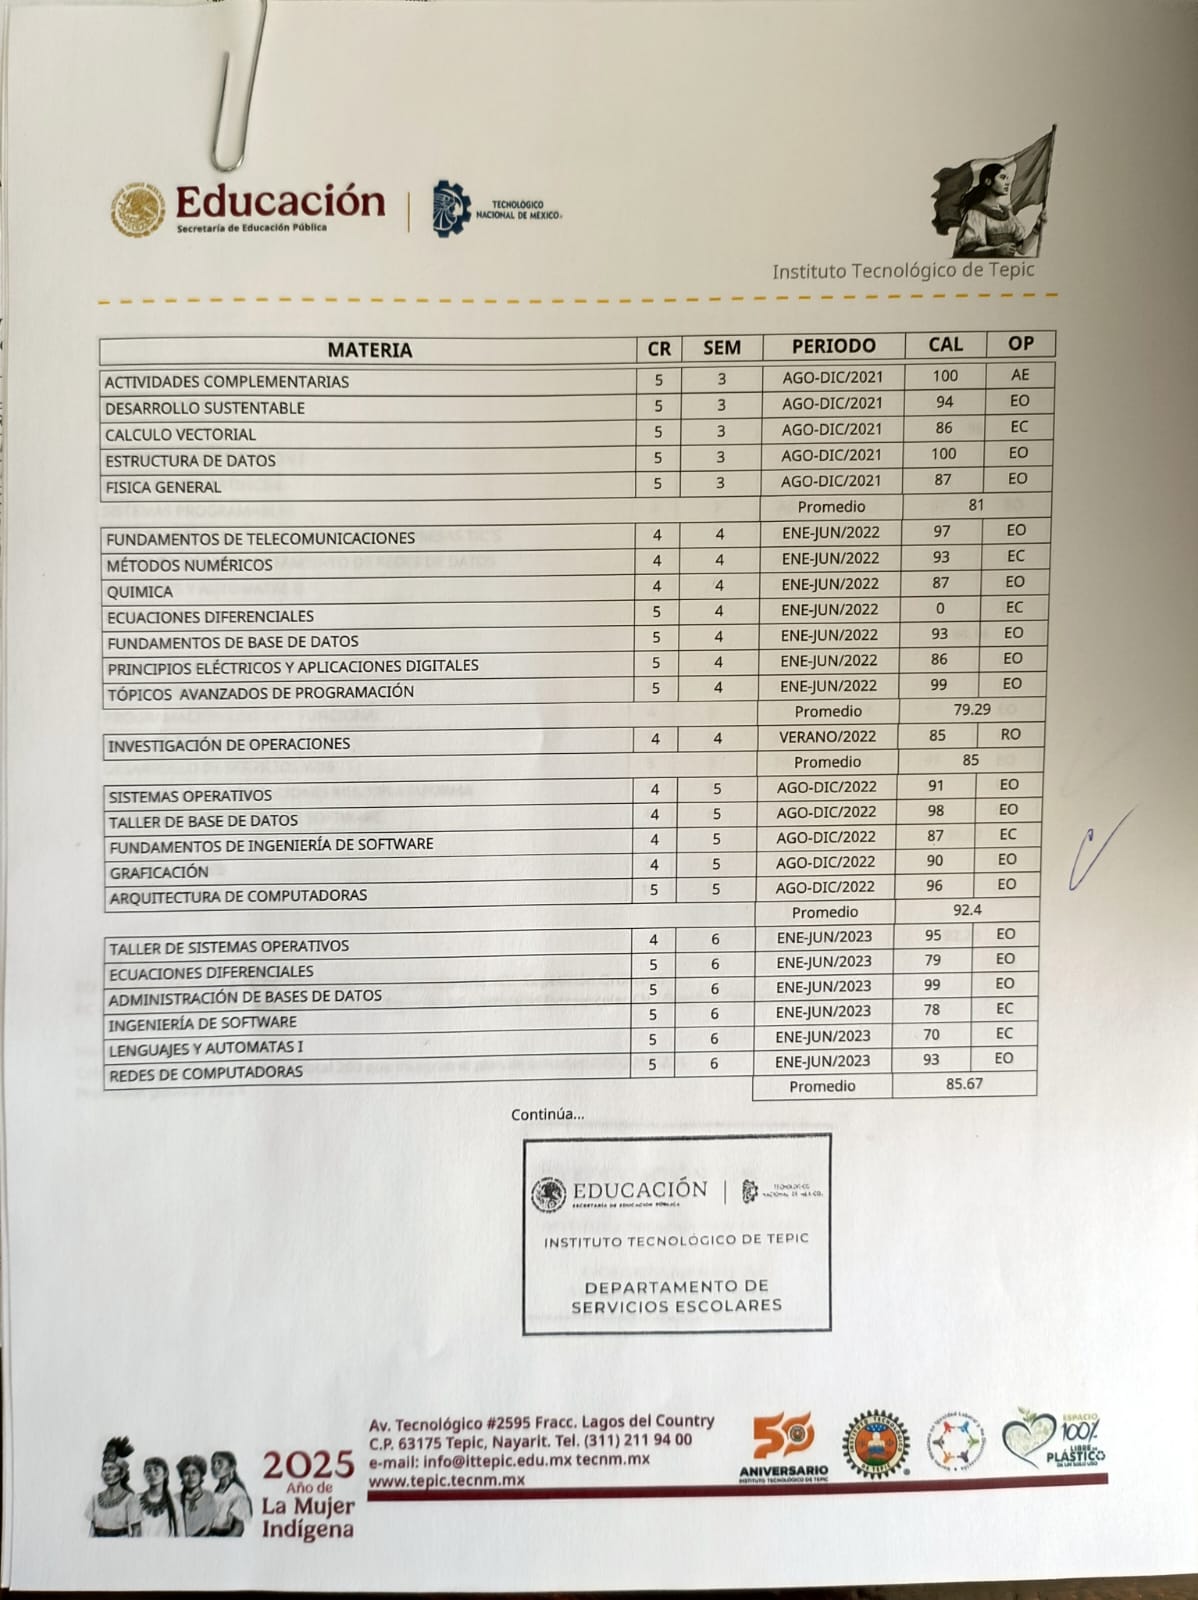 Educación
Secretaría de Educación Pública
TECNOLÓGICO
NACIONAL DE MÉXICO®
Instituto Tecnológico de Tepic
MATERIA CR SEM PERIODO CAL OP
ACTIVIDADES COMPLEMENTARIAS 5 3 AGO-DIC/2021 100 AE
DESARROLLO SUSTENTABLE 5 3 AGO-DIC/2021 94 EO
CALCULO VECTORIAL 5 3 AGO-DIC/2021 86 EC
ESTRUCTURA DE DATOS 5 3 AGO-DIC/2021 100 EO
FISICA GENERAL 5 3 AGO-DIC/2021 87 EO
Promedio 81
FUNDAMENTOS DE TELECOMUNICACIONES 4 4 ENE-JUN/2022 97 EO
MÉTODOS NUMÉRICOS 4 4 ENE-JUN/2022 93 EC
QUIMICA 4 4 ENE-JUN/2022 87 EO
ECUACIONES DIFERENCIALES 5 4 ENE-JUN/2022 0 EC
FUNDAMENTOS DE BASE DE DATOS 5 4 ENE-JUN/2022 93 EO
PRINCIPIOS ELÉCTRICOS Y APLICACIONES DIGITALES 5 4 ENE-JUN/2022 86 EO
TÓPICOS AVANZADOS DE PROGRAMACIÓN 5 4 ENE-JUN/2022 99 EO
Promedio 79.29
INVESTIGACIÓN DE OPERACIONES 4 4 VERANO/2022 85 RO
Promedio 85
SISTEMAS OPERATIVOS 4 5 AGO-DIC/2022 91 EO
TALLER DE BASE DE DATOS 4 5 AGO-DIC/2022 98 EO
FUNDAMENTOS DE INGENIERÍA DE SOFTWARE 4 5 AGO-DIC/2022 87 EC
GRAFICACIÓN 4 5 AGO-DIC/2022 90 EO
ARQUITECTURA DE COMPUTADORAS 5 5 AGO-DIC/2022 96 EO
Promedio 92.4
TALLER DE SISTEMAS OPERATIVOS 4 6 ENE-JUN/2023 95 EO
ECUACIONES DIFERENCIALES 5 6 ENE-JUN/2023 79 EO
ADMINISTRACIÓN DE BASES DE DATOS 5 6 ENE-JUN/2023 99 EO
INGENIERÍA DE SOFTWARE 5 6 ENE-JUN/2023 78 EC
LENGUAJES Y AUTOMATAS I 5 6 ENE-JUN/2023 70 EC
REDES DE COMPUTADORAS 5 6 ENE-JUN/2023 93 EO
Promedio 85.67
Continúa...
EDUCACIÓN
SECRETARÍA DE EDUCACIÓN PÚBLICA
TECNOLÓGICO
NACIONAL DE MÉXICO.
INSTITUTO TECNOLÓGICO DE TEPIC
DEPARTAMENTO DE
SERVICIOS ESCOLARES
2025
Año de
La Mujer
Indígena
Av. Tecnológico #2595 Fracc. Lagos del Country
C.P. 63175 Tepic, Nayarit. Tel. (311) 211 94 00
e-mail: info@ittepic.edu.mx tecnm.mx
www.tepic.tecnm.mx
50
ANIVERSARIO
INSTITUTO TECNOLÓGICO DE TEPIC
ESPACIO
100%
LIBRE DE
PLÁSTICO
DE UN SOLO USO